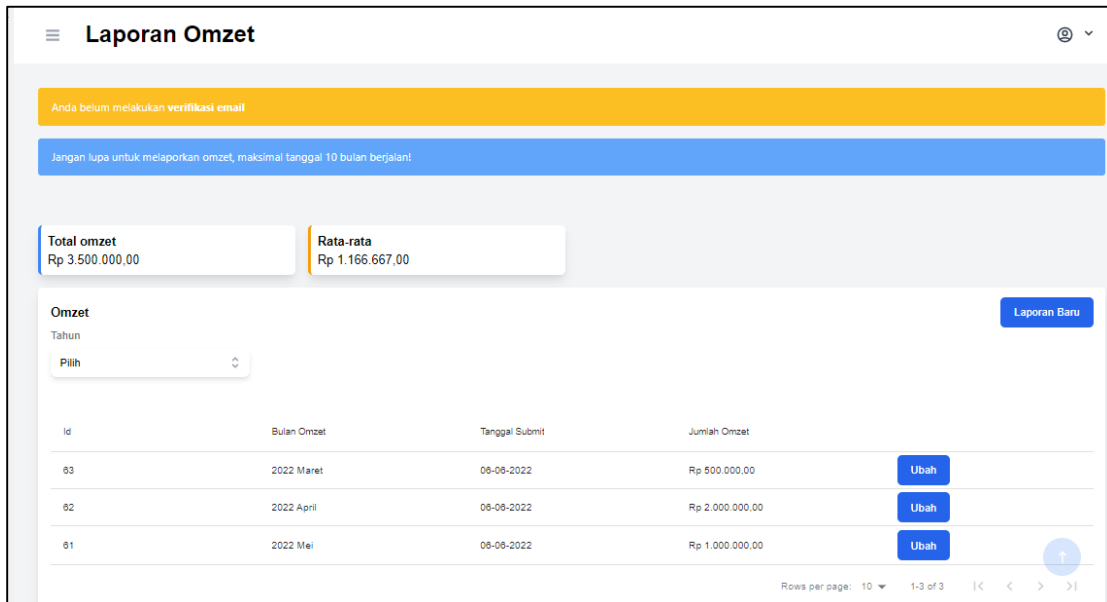 Laporan Omzet
Anda belum melakukan verifikasi email
Jangan lupa untuk melaporkan omzet, maksimal tanggal 10 bulan berjalan!
Total omzet
Rp 3.500.000,00
Rata-rata
Rp 1.166.667,00
Omzet
Laporan Baru
Tahun
Pilih
Id Bulan Omzet Tanggal Submit Jumlah Omzet
63 2022 Maret 06-06-2022 Rp 500.000,00 Ubah
62 2022 April 06-06-2022 Rp 2.000.000,00 Ubah
61 2022 Mei 06-06-2022 Rp 1.000.000,00 Ubah
Rows per page: 10 1-3 of 3